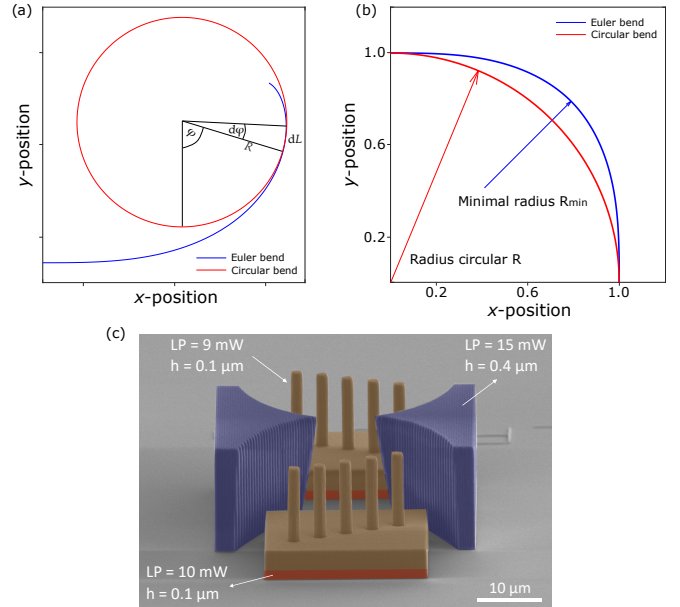 (a)
y-position
φ
dφ
R
dL
Euler bend
Circular bend
x-position
(b)
Euler bend
Circular bend
1.0
0.6
0.2
y-position
Minimal radius Rmin
Radius circular R
0.2
0.6
1.0
x-position
(c)
LP = 9 mW
h = 0.1 μm
LP = 15 mW
h = 0.4 μm
LP = 10 mW
h = 0.1 μm
10 μm